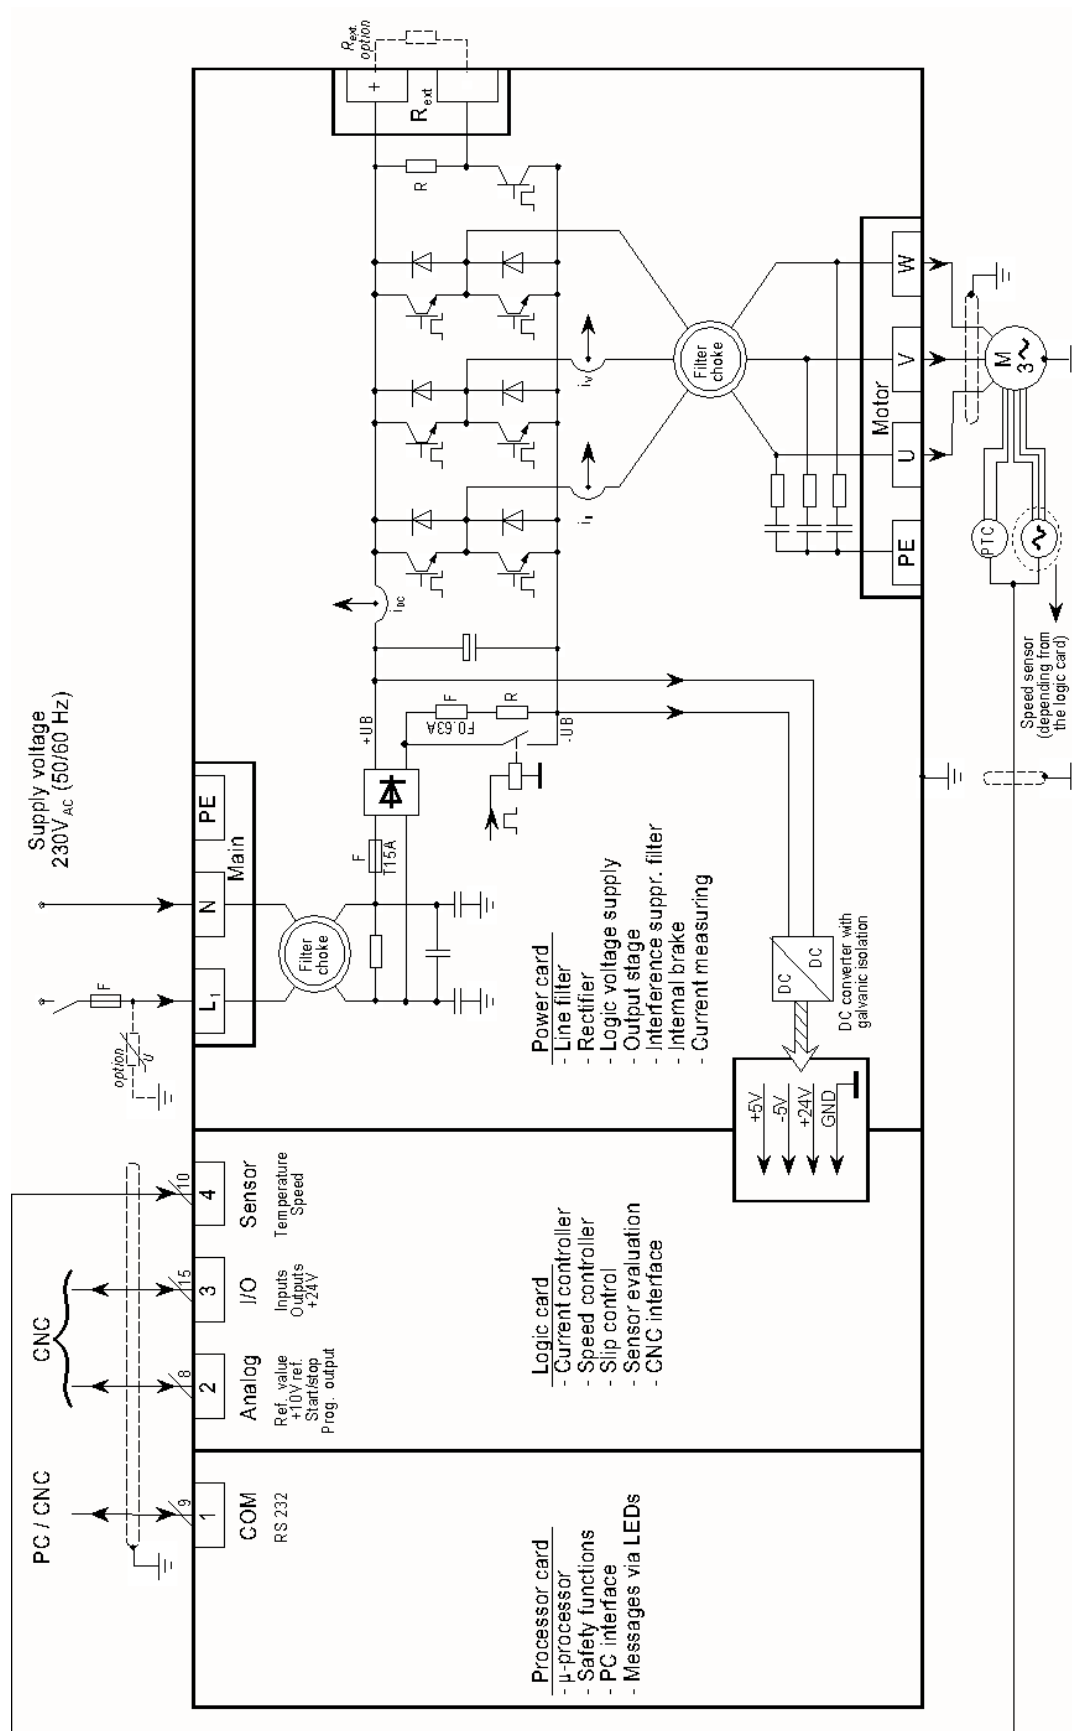 PC / CNC
CNC
Supply voltage
230V AC (50/60 Hz)
option
U
F
9
8
15
10
1
2
3
4
L1
N
PE
COM
RS 232
Analog
Ref. value
+10V ref.
Start/stop
Prog. output
I/O
Inputs
Outputs
+24V
Sensor
Temperature
Speed
Main
Filter
choke
F
T15A
+UB
-UB
F
F0.63A
R
iDC
iV
R
Rext
+
Rext.
option
Processor card
- µ-processor
- Safety functions
- PC interface
- Messages via LEDs
Logic card
- Current controller
- Speed controller
- Slip control
- Sensor evaluation
- CNC interface
Power card
- Line filter
- Rectifier
- Logic voltage supply
- Output stage
- Interference suppr. filter
- Internal brake
- Current measuring
+5V
-5V
+24V
GND
DC
DC
DC converter with
galvanic isolation
Filter
choke
Motor
PE
U
V
W
M
3~
PTC
Speed sensor
(depending from
the logic card)